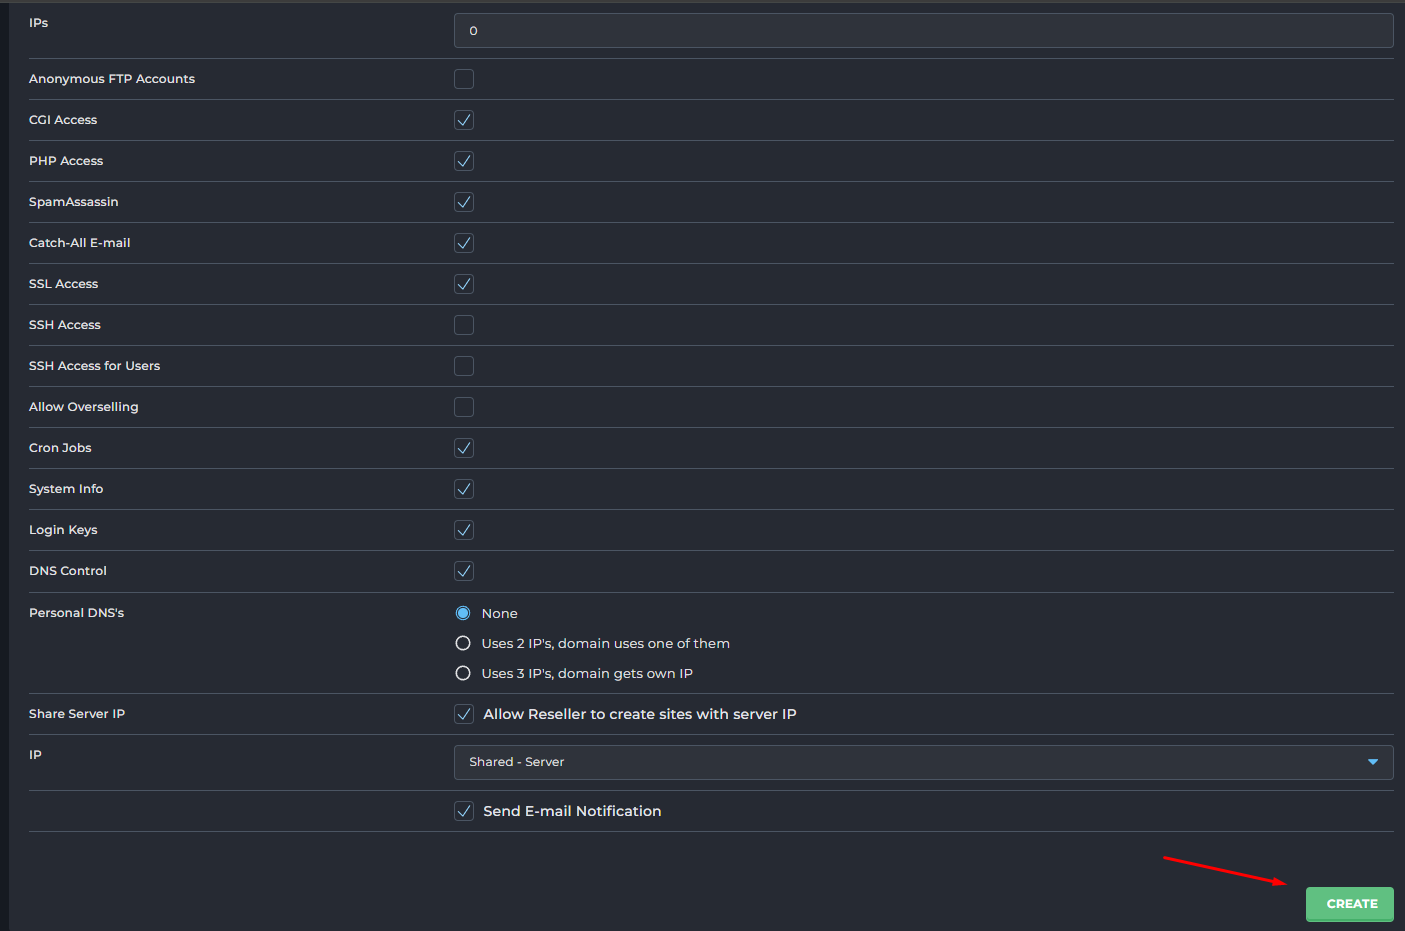 IPs
0
Anonymous FTP Accounts
CGI Access
PHP Access
SpamAssassin
Catch-All E-mail
SSL Access
SSH Access
SSH Access for Users
Allow Overselling
Cron Jobs
System Info
Login Keys
DNS Control
Personal DNS's
None
Uses 2 IP's, domain uses one of them
Uses 3 IP's, domain gets own IP
Share Server IP
Allow Reseller to create sites with server IP
IP
Shared - Server
Send E-mail Notification
CREATE